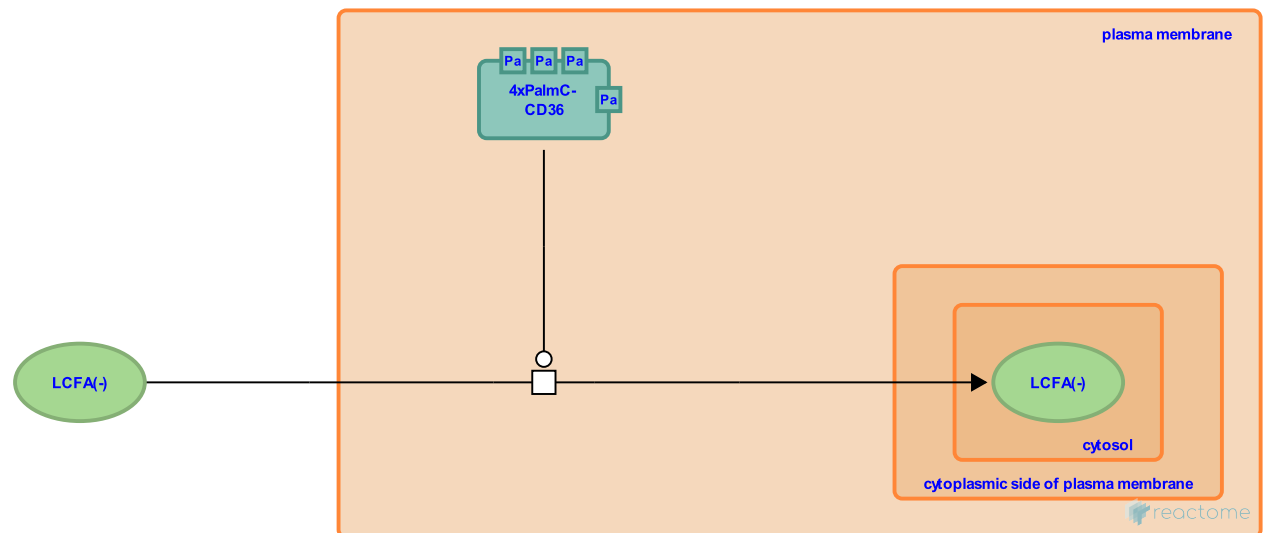 plasma membrane
Pa Pa Pa
4xPalmC-
CD36
Pa
LCFA(-)
LCFA(-)
cytosol
cytoplasmic side of plasma membrane
reactome